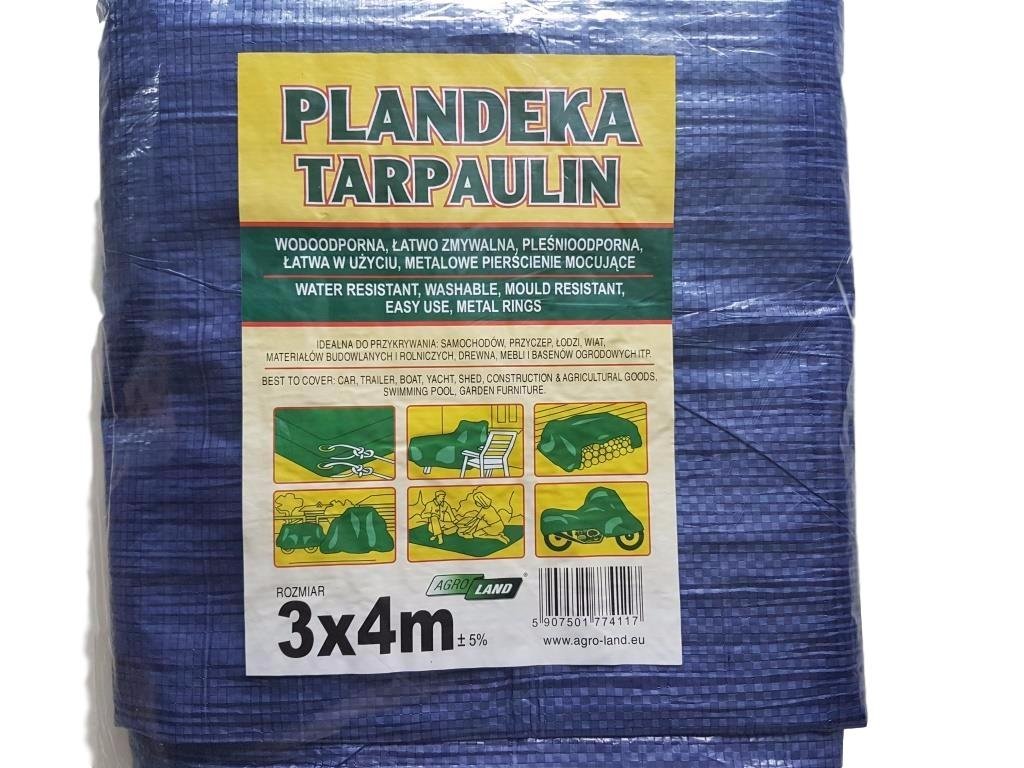 PLANDEKA
TARPAULIN
WODOODPORNA, ŁATWO ZMYWALNA, PLEŚNIOODPORNA,
ŁATWA W UŻYCIU, METALOWE PIERŚCIENIE MOCUJĄCE
WATER RESISTANT, WASHABLE, MOULD RESISTANT,
EASY USE, METAL RINGS
IDEALNA DO PRZYKRYWANIA: SAMOCHODÓW, PRZYCZEP, ŁODZI, WIAT,
MATERIAŁÓW BUDOWLANYCH I ROLNICZYCH, DREWNA, MEBLI I BASENÓW OGRODOWYCH ITP.
BEST TO COVER: CAR, TRAILER, BOAT, YACHT, SHED, CONSTRUCTION & AGRICULTURAL GOODS,
SWIMMING POOL, GARDEN FURNITURE.
AGRO LAND®
ROZMIAR
3x4m ± 5%
5 907501 774117
www.agro-land.eu